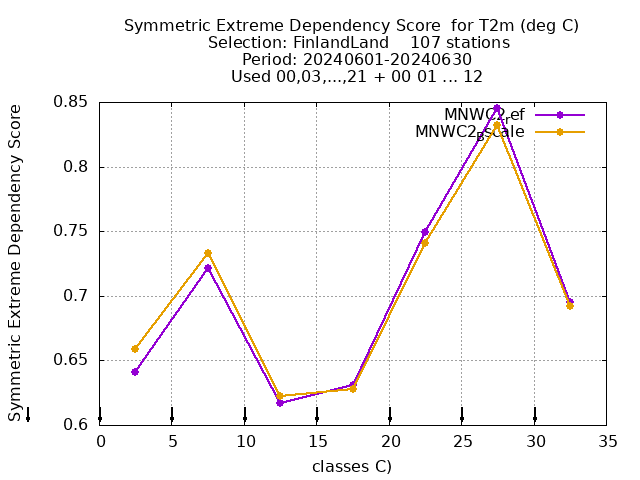 Symmetric Extreme Dependency Score for T2m (deg C)
Selection: FinlandLand 107 stations
Period: 20240601-20240630
Used 00,03,...,21 + 00 01 ... 12
MNWC2ref
MNWC2Bscale
Symmetric Extreme Dependency Score
0.85
0.8
0.75
0.7
0.65
0.6
0 5 10 15 20 25 30 35
classes C)